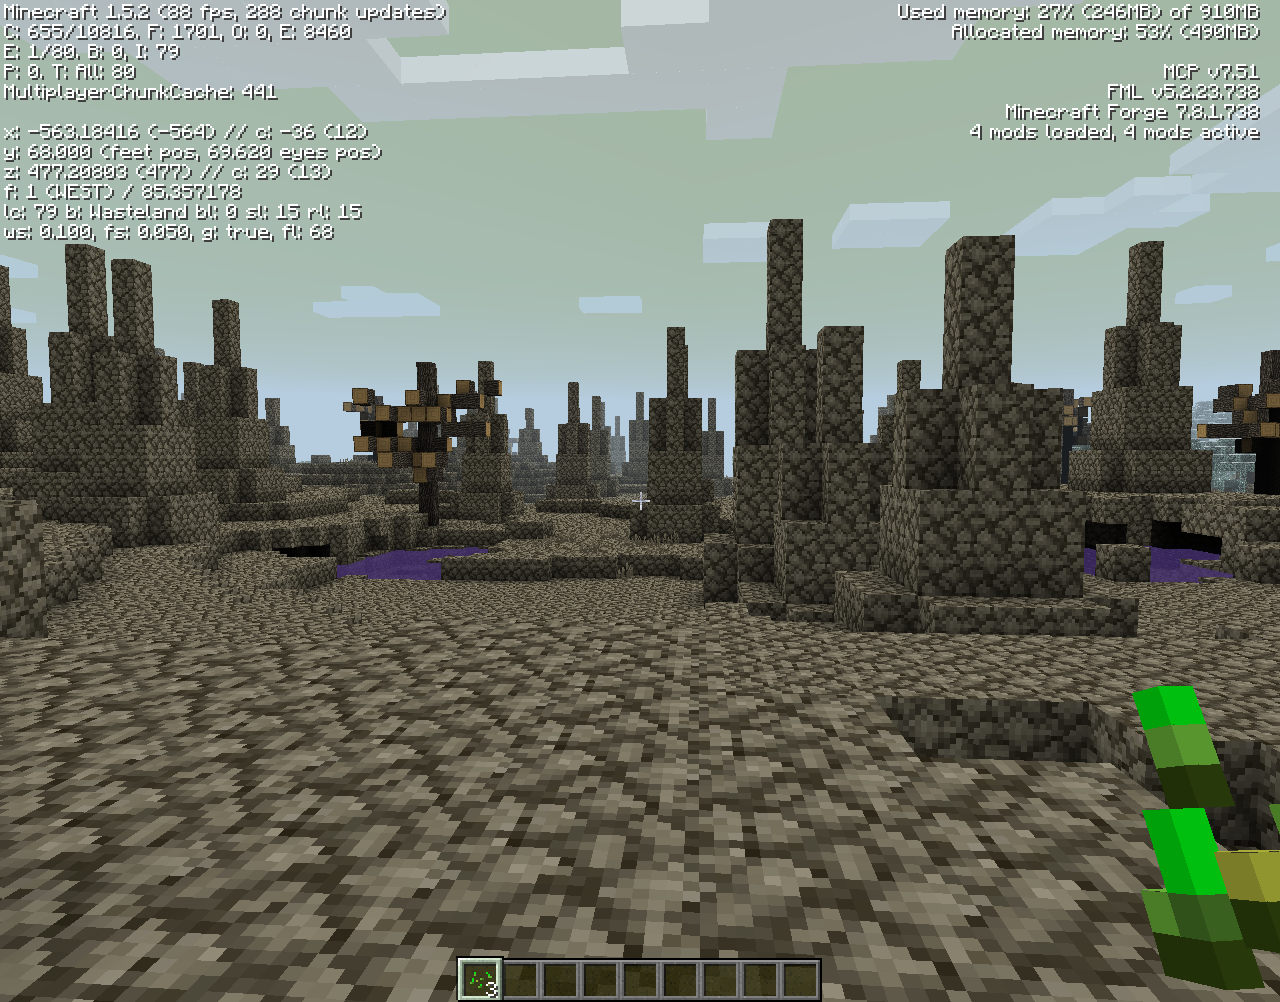 Minecraft 1.5.2 (88 fps, 288 chunk updates)
C: 655/10816, F: 1701, O: 0, E: 8460
E: 1/80, B: 0, I: 79
P: 0, T: All: 80
MultiplayerChunkCache: 441
x: -563.18416 (-564) // c: -36 (12)
y: 68.000 (feet pos, 69.620 eyes pos)
z: 477.20803 (477) // c: 29 (13)
f: 1 (WEST) / 85.357178
lc: 79 b: Wasteland bl: 0 sl: 15 rl: 15
ws: 0.100, fs: 0.050, g: true, fl: 68
Used memory: 27% (246MB) of 910MB
Allocated memory: 53% (490MB)
MCP v7.51
FML v5.2.23.738
Minecraft Forge 7.8.1.738
4 mods loaded, 4 mods active
3